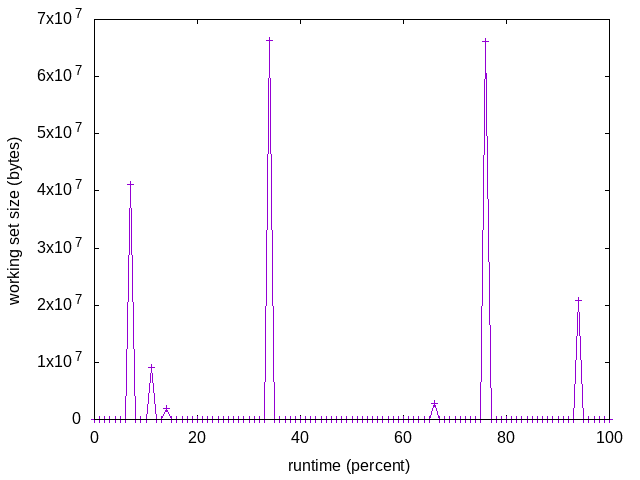 7x10^7
6x10^7
5x10^7
4x10^7
3x10^7
2x10^7
1x10^7
0
working set size (bytes)
0 20 40 60 80 100
runtime (percent)